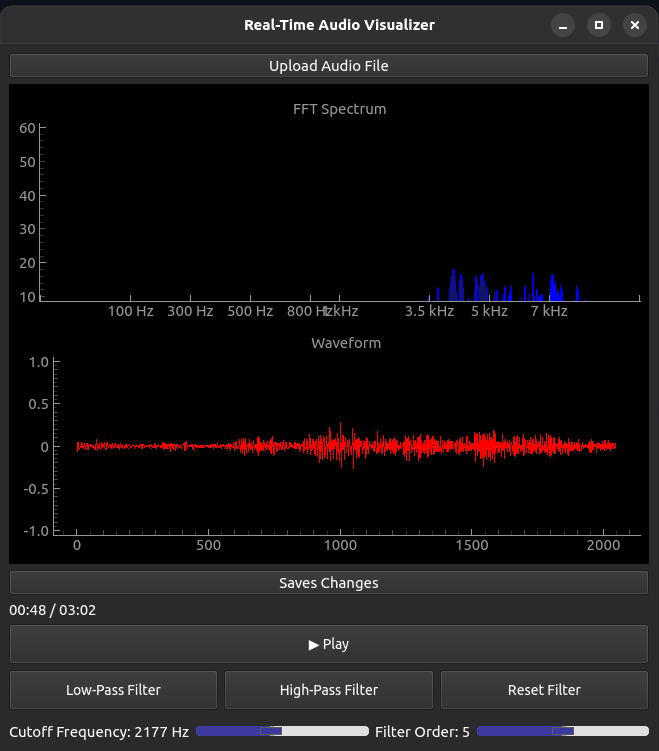 Real-Time Audio Visualizer
Upload Audio File
FFT Spectrum
60
50
40
30
20
10
100 Hz 300 Hz 500 Hz 800 Hz 1 kHz 3.5 kHz 5 kHz 7 kHz
Waveform
1.0
0.5
0
-0.5
-1.0
0 500 1000 1500 2000
Saves Changes
00:48 / 03:02
▶ Play
Low-Pass Filter High-Pass Filter Reset Filter
Cutoff Frequency: 2177 Hz Filter Order: 5